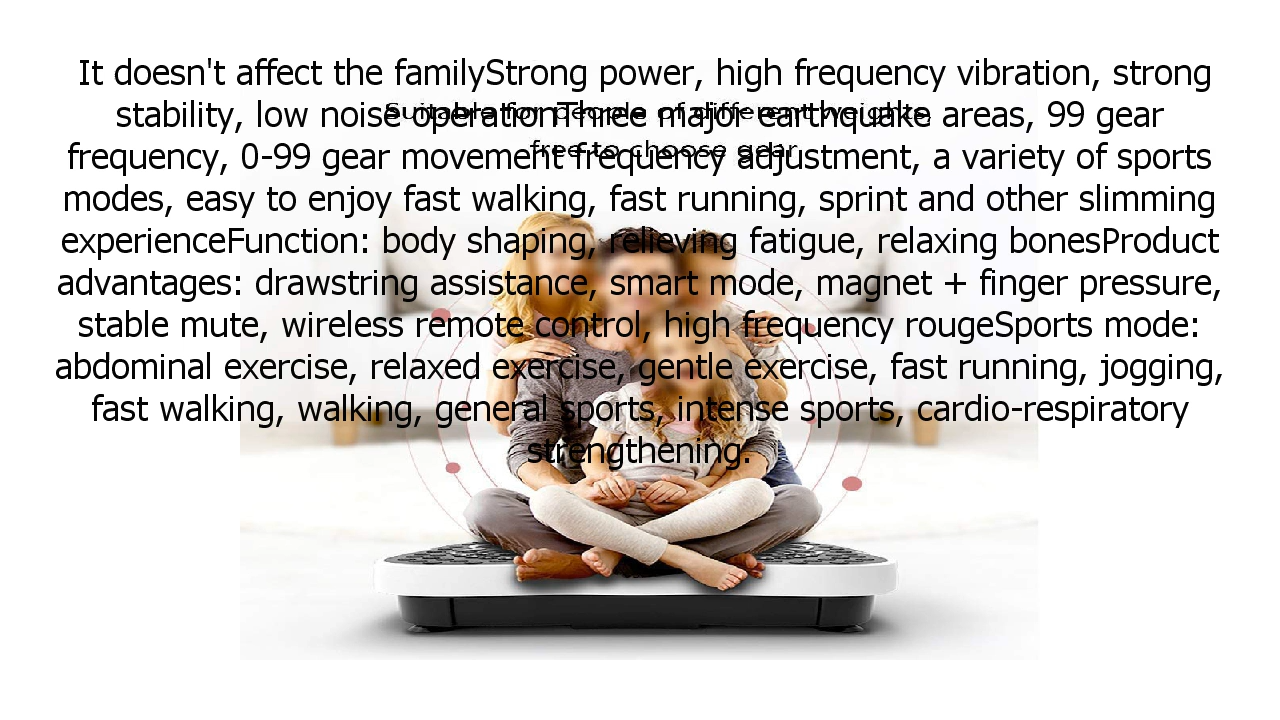 It doesn't affect the familyStrong power, high frequency vibration, strong
Suitable for people of different weights,
stability, low noise operationThree major earthquake areas, 99 gear
free to choose gear
frequency, 0-99 gear movement frequency adjustment, a variety of sports
modes, easy to enjoy fast walking, fast running, sprint and other slimming
experienceFunction: body shaping, relieving fatigue, relaxing bonesProduct
advantages: drawstring assistance, smart mode, magnet + finger pressure,
stable mute, wireless remote control, high frequency rougeSports mode:
abdominal exercise, relaxed exercise, gentle exercise, fast running, jogging,
fast walking, walking, general sports, intense sports, cardio-respiratory
strengthening.